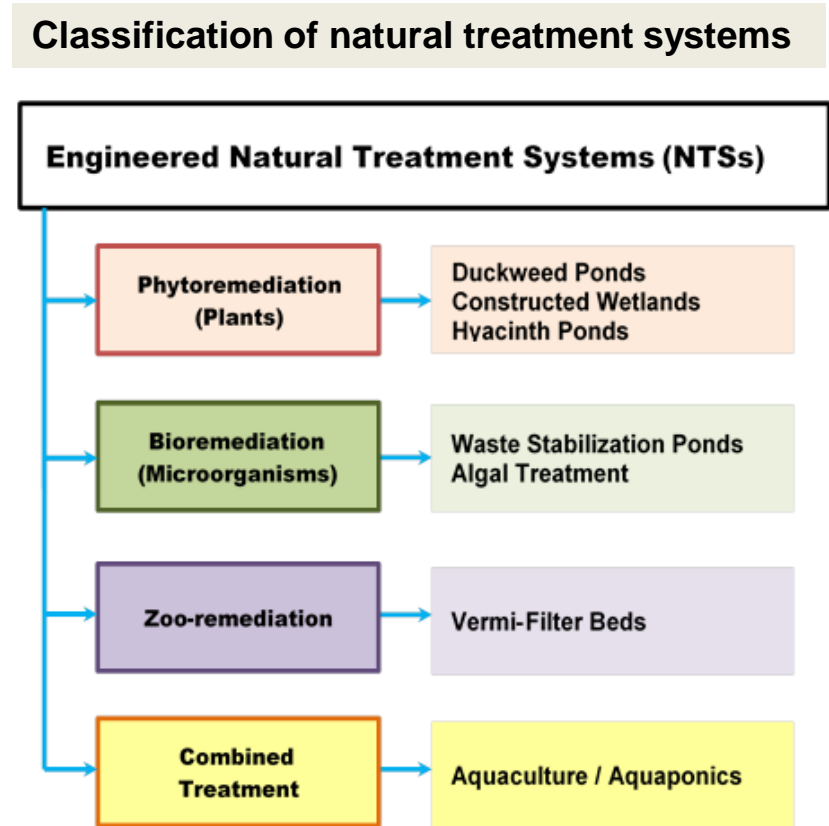 Classification of natural treatment systems
Engineered Natural Treatment Systems (NTSs)
Phytoremediation
(Plants)
Duckweed Ponds
Constructed Wetlands
Hyacinth Ponds
Bioremediation
(Microorganisms)
Waste Stabilization Ponds
Algal Treatment
Zoo-remediation
Vermi-Filter Beds
Combined
Treatment
Aquaculture / Aquaponics